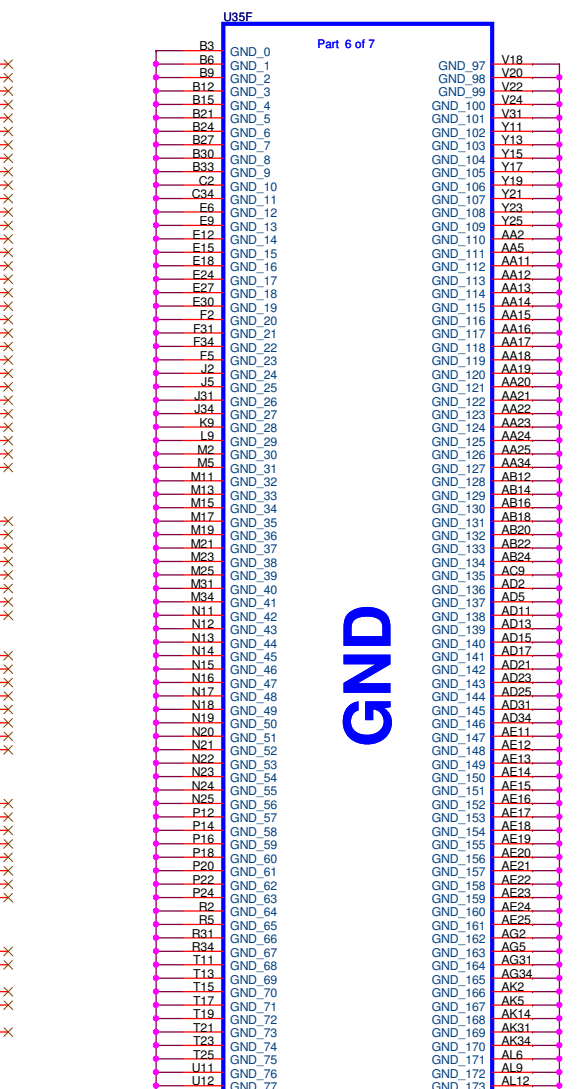 U35F
Part 6 of 7
B3 GND_0
B6 GND_1
B9 GND_2
B12 GND_3
B15 GND_4
B21 GND_5
B24 GND_6
B27 GND_7
B30 GND_8
B33 GND_9
C2 GND_10
C34 GND_11
E6 GND_12
E9 GND_13
E12 GND_14
E15 GND_15
E18 GND_16
E24 GND_17
E27 GND_18
E30 GND_19
F2 GND_20
F31 GND_21
F34 GND_22
F5 GND_23
J2 GND_24
J5 GND_25
J31 GND_26
J34 GND_27
K9 GND_28
L9 GND_29
M2 GND_30
M5 GND_31
M11 GND_32
M13 GND_33
M15 GND_34
M17 GND_35
M19 GND_36
M21 GND_37
M23 GND_38
M25 GND_39
M31 GND_40
M34 GND_41
N11 GND_42
N12 GND_43
N13 GND_44
N14 GND_45
N15 GND_46
N16 GND_47
N17 GND_48
N18 GND_49
N19 GND_50
N20 GND_51
N21 GND_52
N22 GND_53
N23 GND_54
N24 GND_55
N25 GND_56
P12 GND_57
P14 GND_58
P16 GND_59
P18 GND_60
P20 GND_61
P22 GND_62
P24 GND_63
R2 GND_64
R5 GND_65
R31 GND_66
R34 GND_67
T11 GND_68
T13 GND_69
T15 GND_70
T17 GND_71
T19 GND_72
T21 GND_73
T23 GND_74
T25 GND_75
U11 GND_76
U12 GND_77
GND
GND_97 V18
GND_98 V20
GND_99 V22
GND_100 V24
GND_101 V31
GND_102 Y11
GND_103 Y13
GND_104 Y15
GND_105 Y17
GND_106 Y19
GND_107 Y21
GND_108 Y23
GND_109 Y25
GND_110 AA2
GND_111 AA5
GND_112 AA11
GND_113 AA12
GND_114 AA13
GND_115 AA14
GND_116 AA15
GND_117 AA16
GND_118 AA17
GND_119 AA18
GND_120 AA19
GND_121 AA20
GND_122 AA21
GND_123 AA22
GND_124 AA23
GND_125 AA24
GND_126 AA25
GND_127 AA34
GND_128 AB12
GND_129 AB14
GND_130 AB16
GND_131 AB18
GND_132 AB20
GND_133 AB22
GND_134 AB24
GND_135 AC9
GND_136 AD2
GND_137 AD5
GND_138 AD11
GND_139 AD13
GND_140 AD15
GND_141 AD17
GND_142 AD21
GND_143 AD23
GND_144 AD25
GND_145 AD31
GND_146 AD34
GND_147 AE11
GND_148 AE12
GND_149 AE13
GND_150 AE14
GND_151 AE15
GND_152 AE16
GND_153 AE17
GND_154 AE18
GND_155 AE19
GND_156 AE20
GND_157 AE21
GND_158 AE22
GND_159 AE23
GND_160 AE24
GND_161 AE25
GND_162 AG2
GND_163 AG5
GND_164 AG31
GND_165 AG34
GND_166 AK2
GND_167 AK5
GND_168 AK14
GND_169 AK31
GND_170 AK34
GND_171 AL6
GND_172 AL9
GND_173 AL12